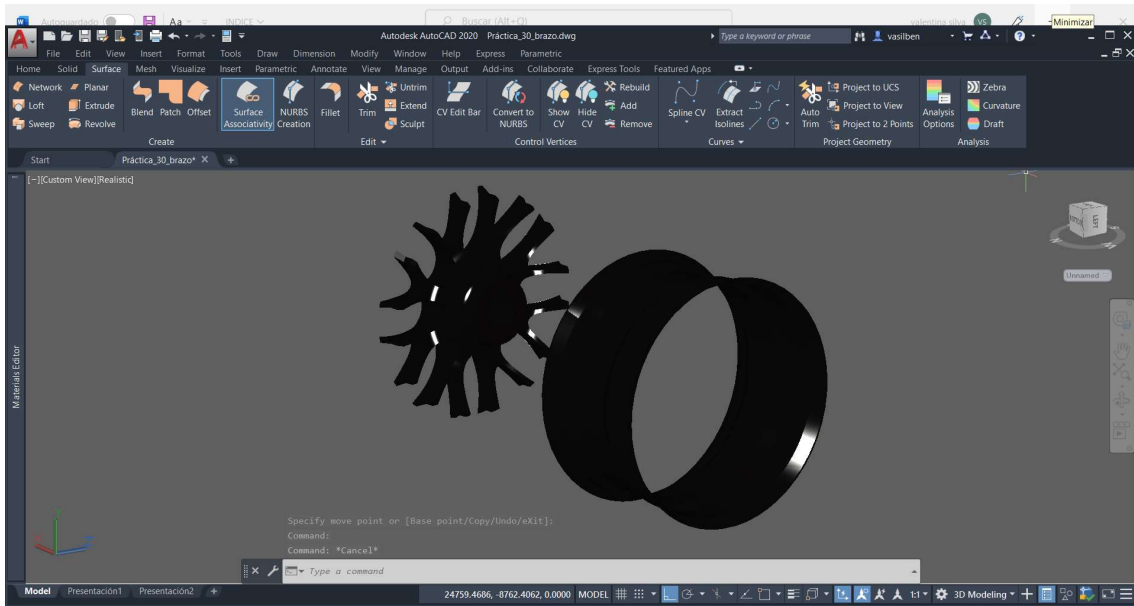 Autoguardado
Aa
INDICE
Buscar (Alt+Q)
valentina silva
VS
Minimizar
A
Autodesk AutoCAD 2020 Práctica_30_brazo.dwg
Type a keyword or phrase
vasilben
File Edit View Insert Format Tools Draw Dimension Modify Window Help Express Parametric
Home Solid Surface Mesh Visualize Insert Parametric Annotate View Manage Output Add-ins Collaborate Express Tools Featured Apps
Network Planar
Loft Extrude
Sweep Revolve
Blend Patch Offset
Surface Associativity
NURBS Creation
Fillet
Trim
Untrim
Extend
Sculpt
CV Edit Bar
Convert to NURBS
Show CV
Hide CV
Rebuild
Add
Remove
Spline CV
Extract Isolines
Auto Trim
Project to UCS
Project to View
Project to 2 Points
Analysis Options
Zebra
Curvature
Draft
Create Edit Control Vertices Curves Project Geometry Analysis
Start Práctica_30_brazo* X +
[−][Custom View][Realistic]
LEFT
Unnamed
Materials Editor
Specify move point or [Base point/Copy/Undo/eXit]:
Command:
Command: *Cancel*
Type a command
Model Presentación1 Presentación2 +
24759.4686, -8762.4062, 0.0000 MODEL 1:1 3D Modeling